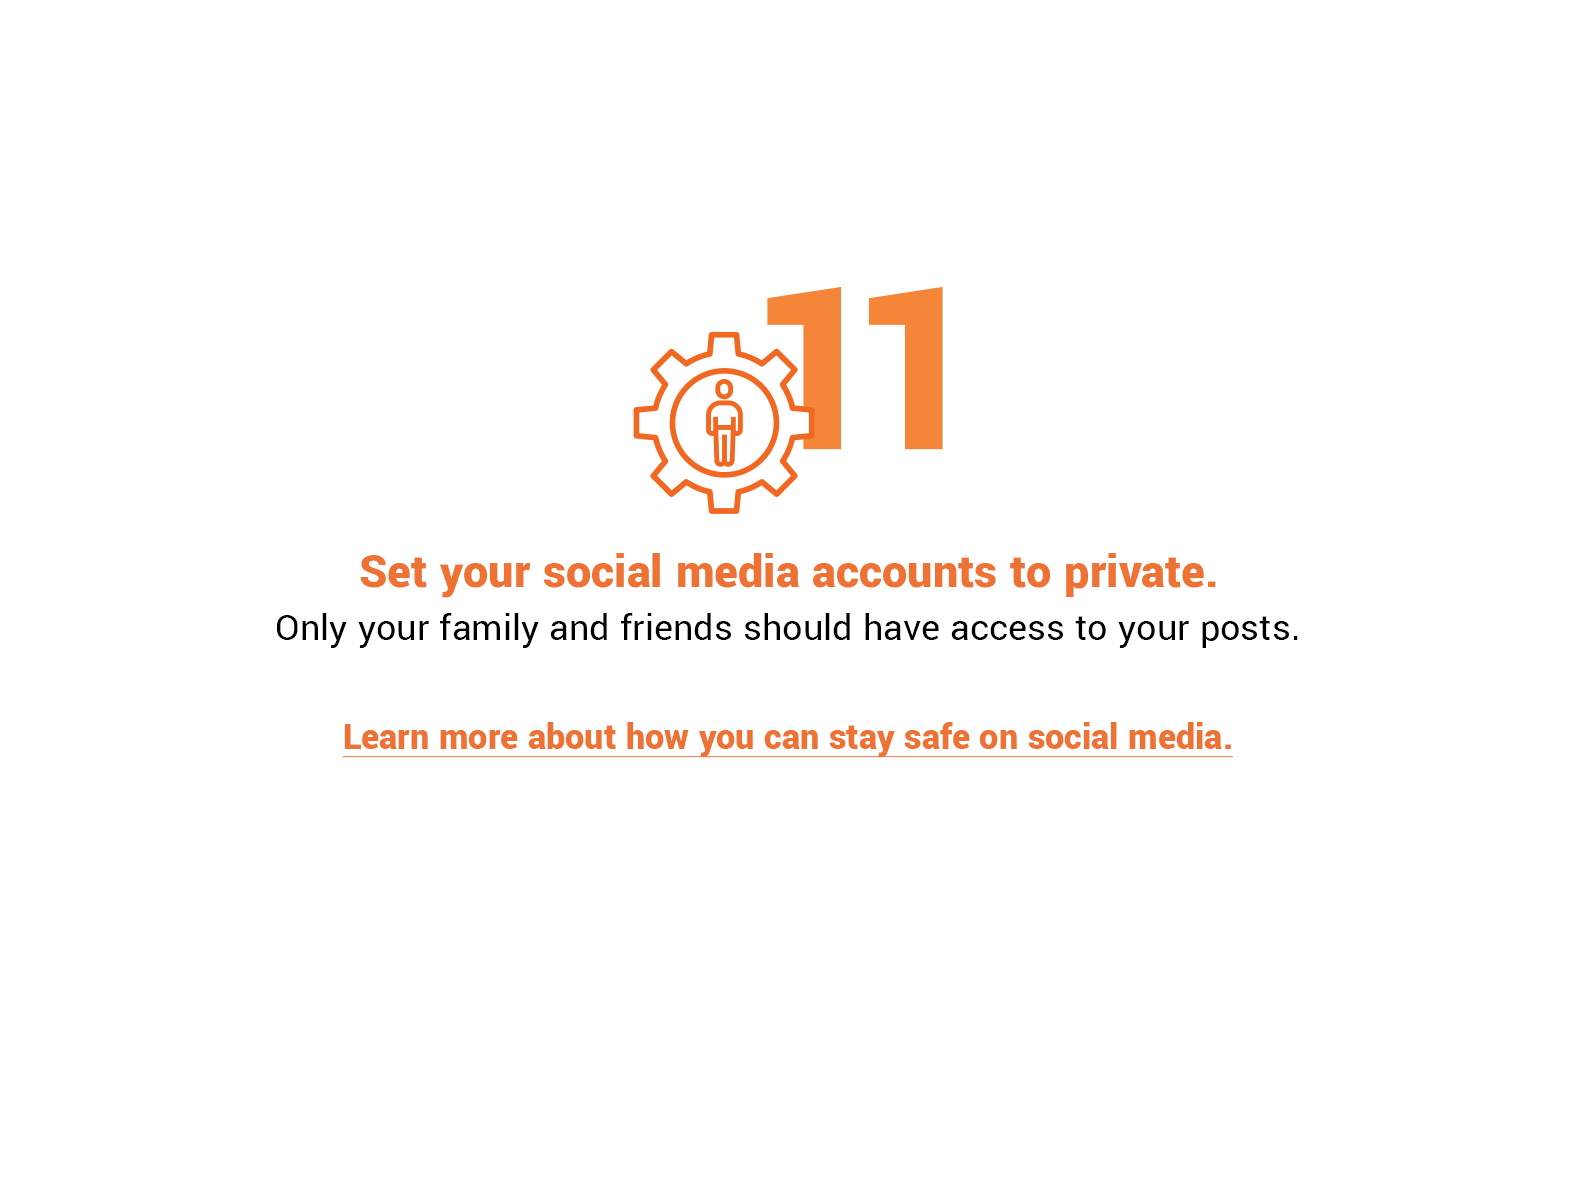 11
Set your social media accounts to private.
Only your family and friends should have access to your posts.
Learn more about how you can stay safe on social media.